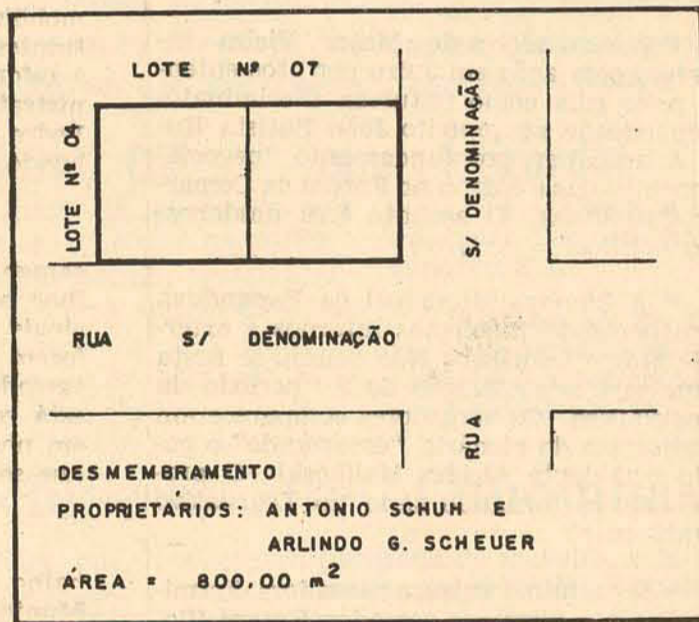 LOTE Nº 07
LOTE Nº 04
S/ DENOMINAÇÃO
RUA S/ DENOMINAÇÃO
RUA
DESMEMBRAMENTO
PROPRIETÁRIOS: ANTONIO SCHUH E
ARLINDO G. SCHEUER
ÁREA = 800,00 m²